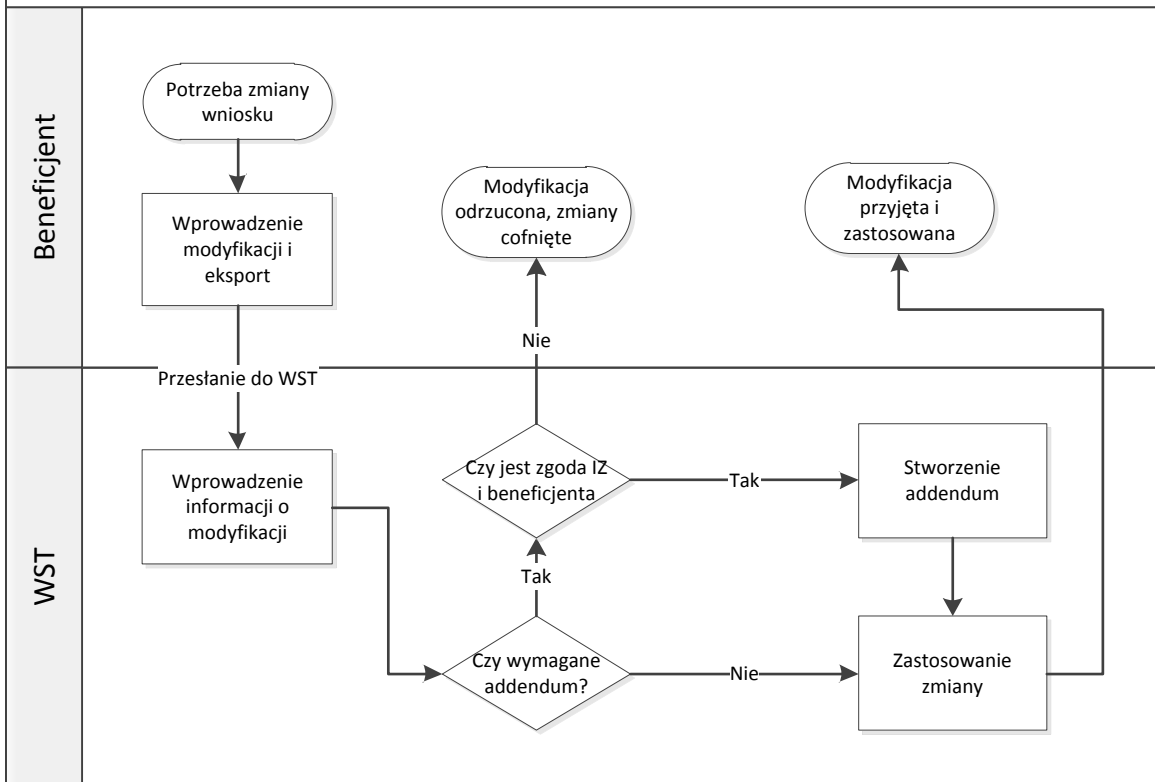 Beneficjent
Potrzeba zmiany
wniosku
Wprowadzenie
modyfikacji i
eksport
Modyfikacja
odrzucona, zmiany
cofnięte
Modyfikacja
przyjęta i
zastosowana
Nie
Przesłanie do WST
WST
Wprowadzenie
informacji o
modyfikacji
Czy jest zgoda IZ
i beneficjenta
Tak
Stworzenie
addendum
Tak
Czy wymagane
addendum?
Nie
Zastosowanie
zmiany